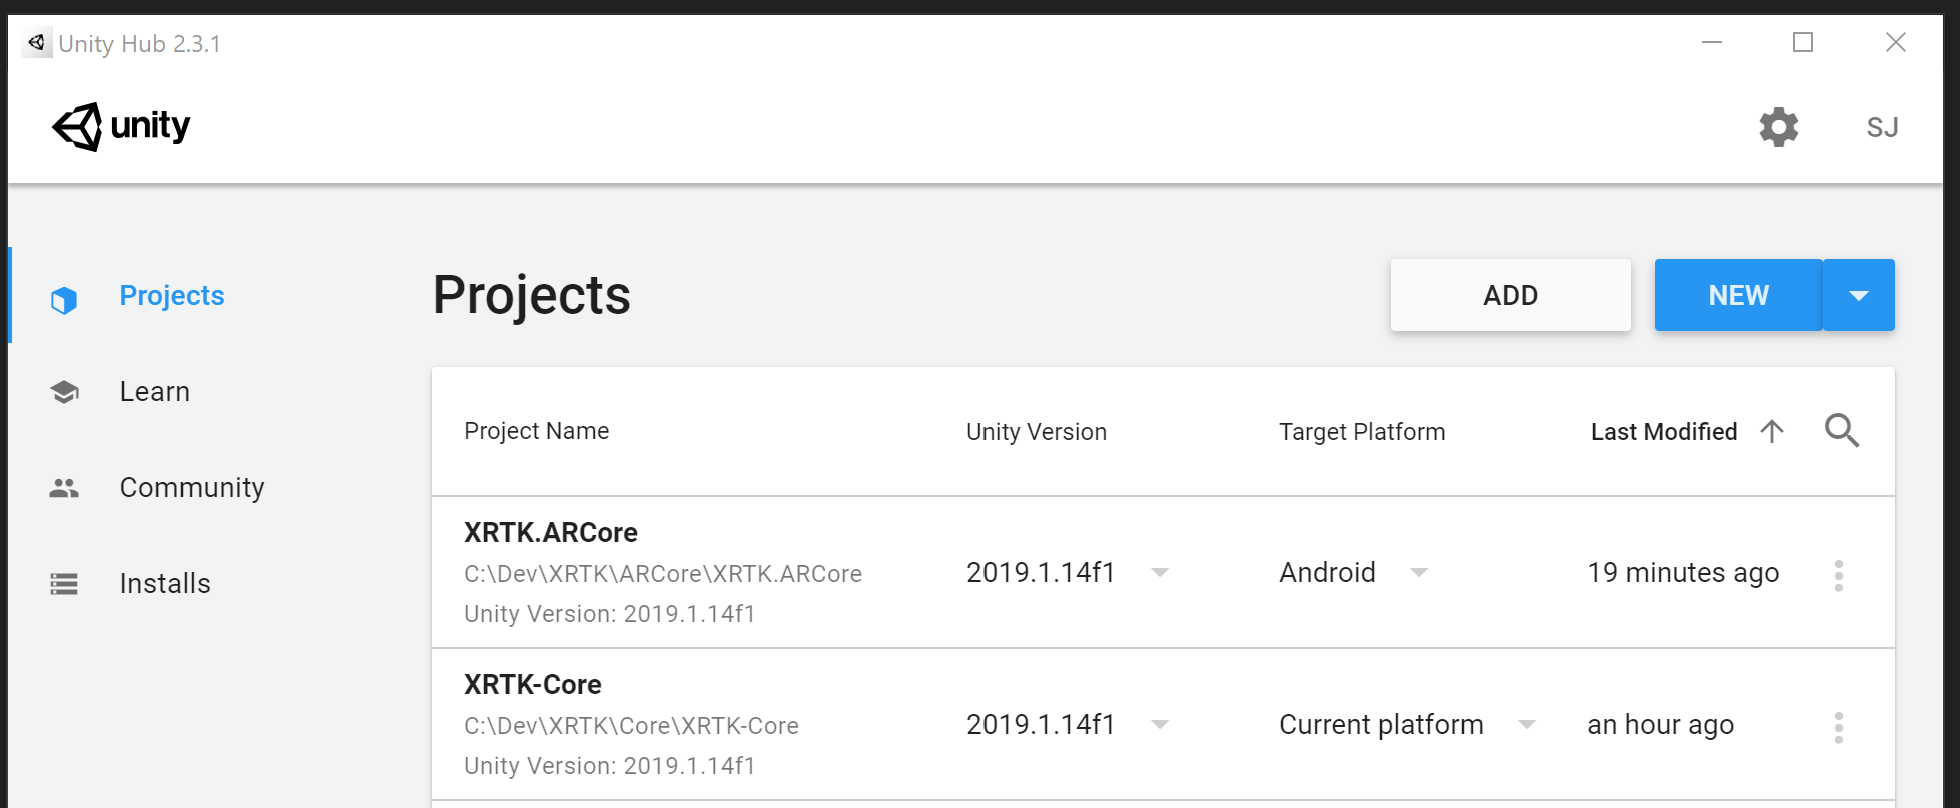 Unity Hub 2.3.1
unity
SJ
Projects
Learn
Community
Installs
Projects
ADD
NEW
Project Name
Unity Version
Target Platform
Last Modified
XRTK.ARCore
C:\Dev\XRTK\ARCore\XRTK.ARCore
Unity Version: 2019.1.14f1
2019.1.14f1
Android
19 minutes ago
XRTK-Core
C:\Dev\XRTK\Core\XRTK-Core
Unity Version: 2019.1.14f1
2019.1.14f1
Current platform
an hour ago